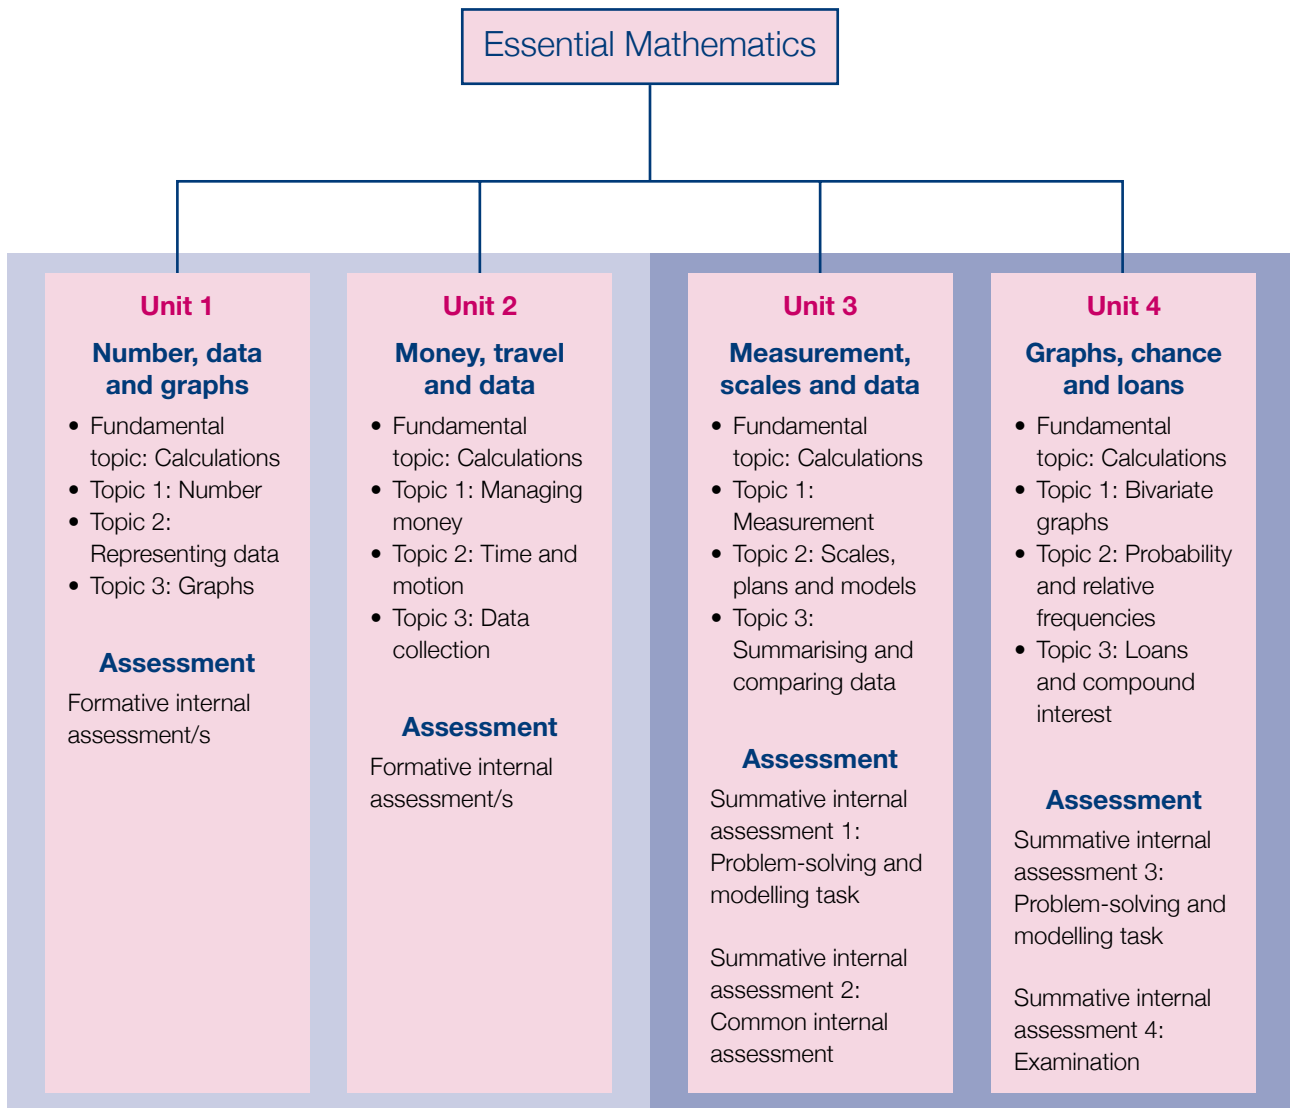 Essential Mathematics
Unit 1
Number, data
and graphs
• Fundamental
topic: Calculations
• Topic 1: Number
• Topic 2:
Representing data
• Topic 3: Graphs
Assessment
Formative internal
assessment/s
Unit 2
Money, travel
and data
• Fundamental
topic: Calculations
• Topic 1: Managing
money
• Topic 2: Time and
motion
• Topic 3: Data
collection
Assessment
Formative internal
assessment/s
Unit 3
Measurement,
scales and data
• Fundamental
topic: Calculations
• Topic 1:
Measurement
• Topic 2: Scales,
plans and models
• Topic 3:
Summarising and
comparing data
Assessment
Summative internal
assessment 1:
Problem-solving and
modelling task
Summative internal
assessment 2:
Common internal
assessment
Unit 4
Graphs, chance
and loans
• Fundamental
topic: Calculations
• Topic 1: Bivariate
graphs
• Topic 2: Probability
and relative
frequencies
• Topic 3: Loans
and compound
interest
Assessment
Summative internal
assessment 3:
Problem-solving and
modelling task
Summative internal
assessment 4:
Examination